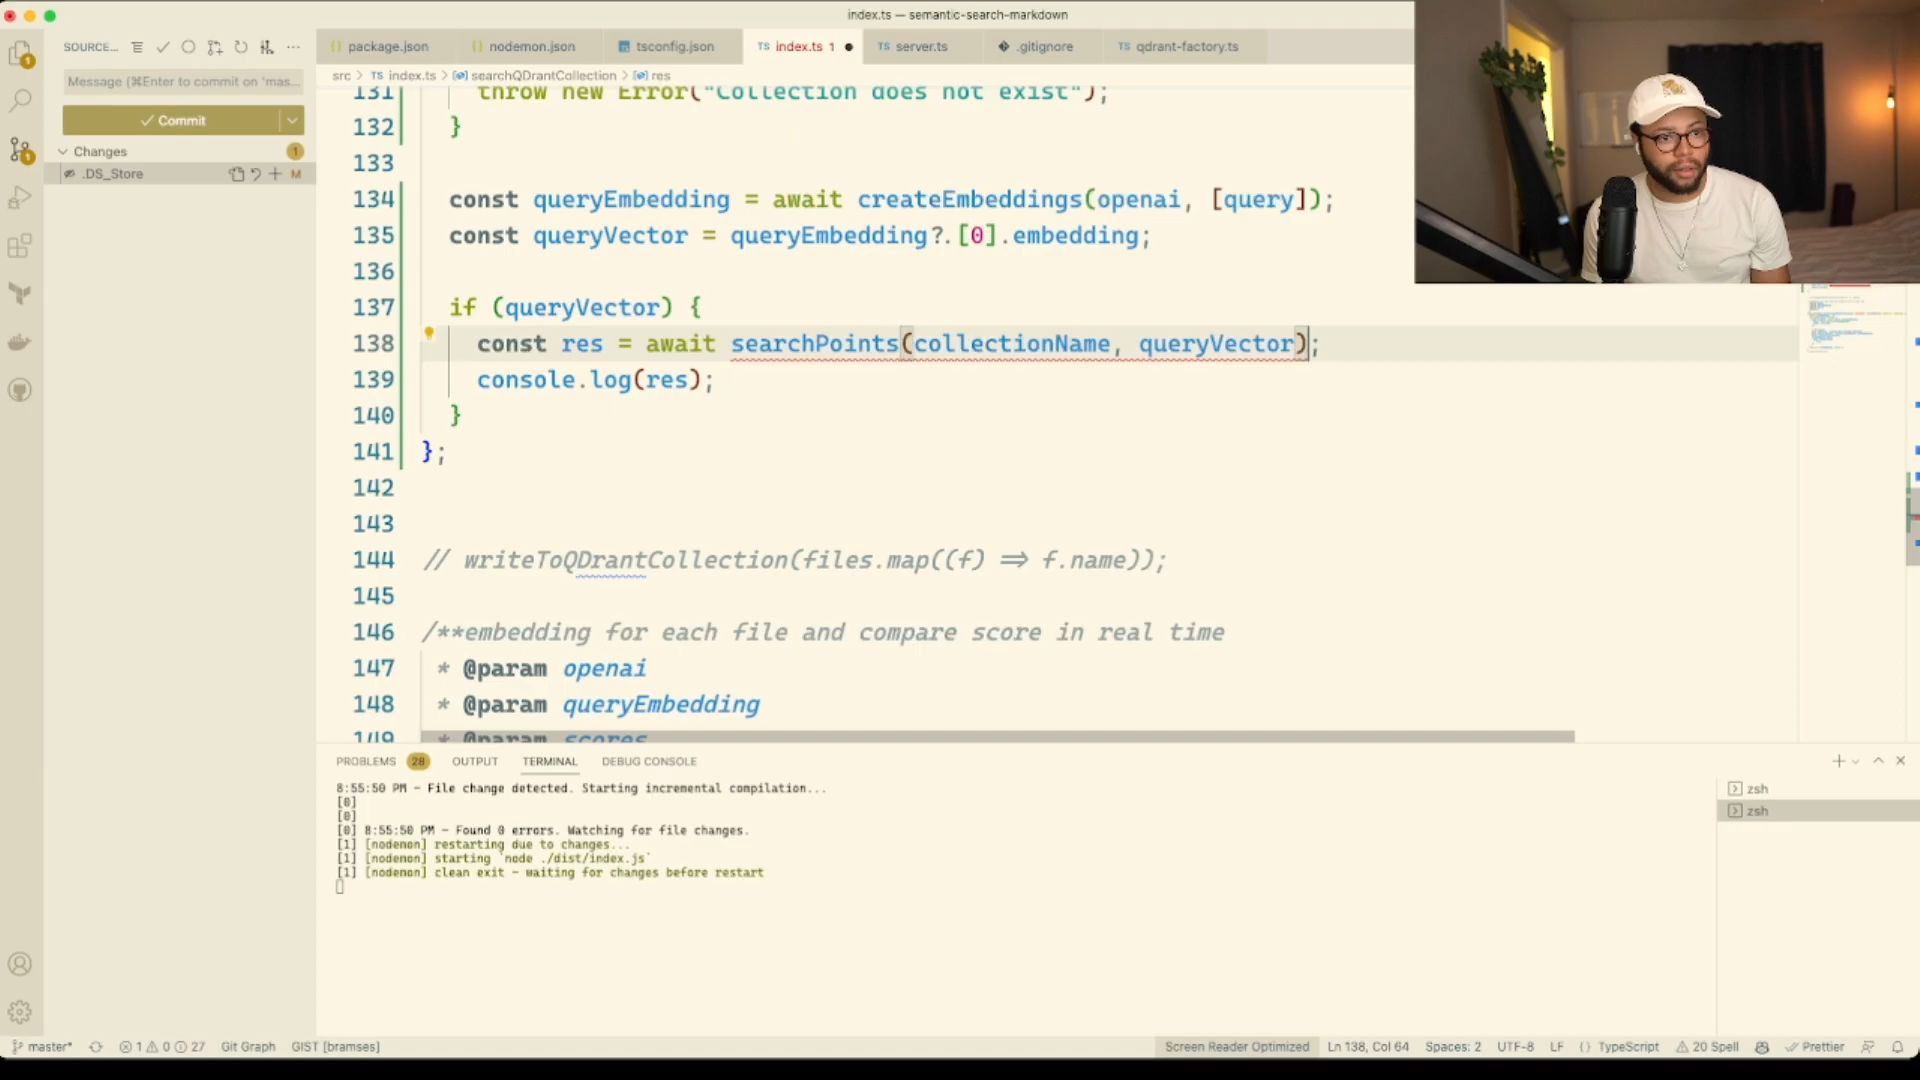 index.ts — semantic-search-markdown
SOURCE...
package.json
nodemon.json
tsconfig.json
TS index.ts 1
TS server.ts
.gitignore
TS qdrant-factory.ts
src > TS index.ts > searchQDrantCollection > res
Message (⌘Enter to commit on 'mas...
Commit
Changes
1
.DS_Store
M
131 throw new Error("Collection does not exist");
132 }
133
134 const queryEmbedding = await createEmbeddings(openai, [query]);
135 const queryVector = queryEmbedding?.[0].embedding;
136
137 if (queryVector) {
138 const res = await searchPoints(collectionName, queryVector);
139 console.log(res);
140 }
141 };
142
143
144 // writeToQDrantCollection(files.map((f) => f.name));
145
146 /**embedding for each file and compare score in real time
147 * @param openai
148 * @param queryEmbedding
149 * @param scores
PROBLEMS 28 OUTPUT TERMINAL DEBUG CONSOLE
8:55:50 PM - File change detected. Starting incremental compilation...
[0]
[0]
[0] 8:55:50 PM - Found 0 errors. Watching for file changes.
[1] [nodemon] restarting due to changes...
[1] [nodemon] starting `node ./dist/index.js`
[1] [nodemon] clean exit - waiting for changes before restart
zsh
zsh
master* 1 0 27 Git Graph GIST [bramses] Screen Reader Optimized Ln 138, Col 64 Spaces: 2 UTF-8 LF TypeScript 20 Spell Prettier